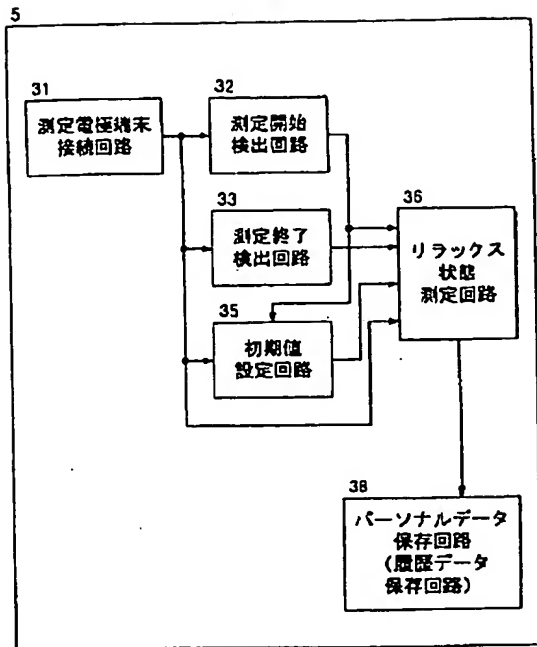 5
31
測定電極端末
接続回路
32
測定開始
検出回路
33
測定終了
検出回路
35
初期値
設定回路
36
リラックス
状態
測定回路
38
パーソナルデータ
保存回路
(履歴データ
保存回路)